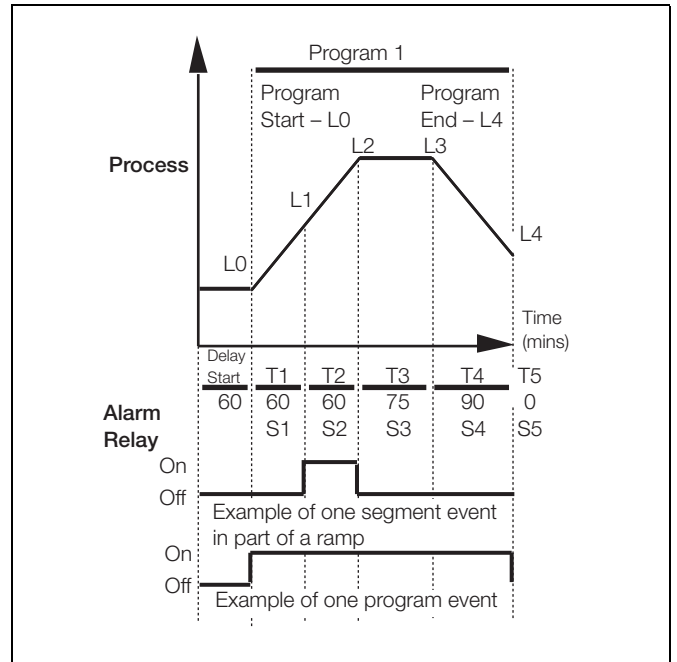 Program 1
Program
Start – L0
Program
End – L4
L2
L3
Process
L1
L4
L0
Time
(mins)
Delay
Start
T1
T2
T3
T4
T5
60
60
60
75
90
0
S1
S2
S3
S4
S5
Alarm
Relay
On
Off
Example of one segment event
in part of a ramp
On
Off
Example of one program event